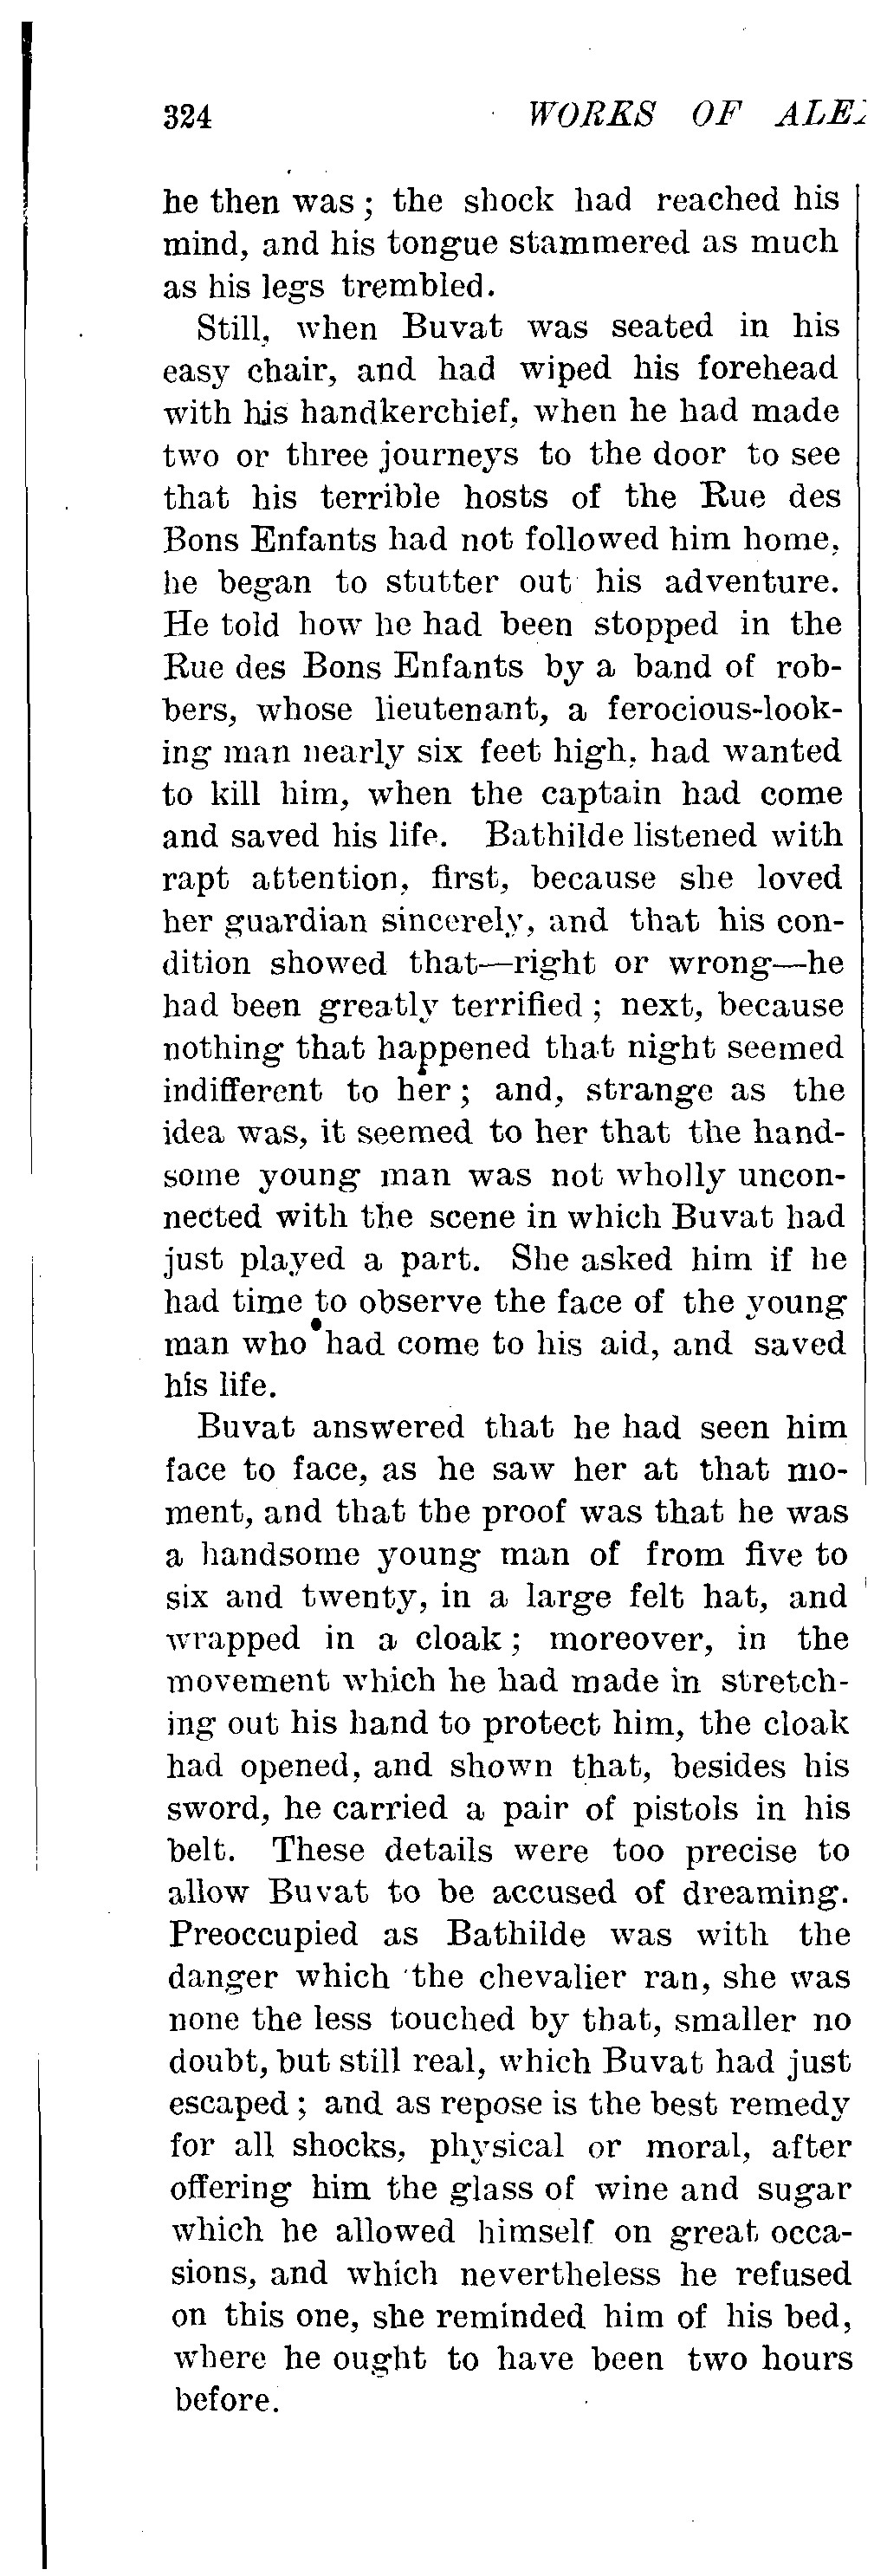 324 WORKS OF ALE
he then was; the shock had reached his
mind, and his tongue stammered as much
as his legs trembled.
Still, when Buvat was seated in his
easy chair, and had wiped his forehead
with his handkerchief, when he had made
two or three journeys to the door to see
that his terrible hosts of the Rue des
Bons Enfants had not followed him home,
he began to stutter out his adventure.
He told how he had been stopped in the
Rue des Bons Enfants by a band of rob-
bers, whose lieutenant, a ferocious-look-
ing man nearly six feet high, had wanted
to kill him, when the captain had come
and saved his life. Bathilde listened with
rapt attention, first, because she loved
her guardian sincerely, and that his con-
dition showed that—right or wrong—he
had been greatly terrified; next, because
nothing that happened that night seemed
indifferent to her; and, strange as the
idea was, it seemed to her that the hand-
some young man was not wholly uncon-
nected with the scene in which Buvat had
just played a part. She asked him if he
had time to observe the face of the young
man who had come to his aid, and saved
his life.
Buvat answered that he had seen him
face to face, as he saw her at that mo-
ment, and that the proof was that he was
a handsome young man of from five to
six and twenty, in a large felt hat, and
wrapped in a cloak; moreover, in the
movement which he had made in stretch-
ing out his hand to protect him, the cloak
had opened, and shown that, besides his
sword, he carried a pair of pistols in his
belt. These details were too precise to
allow Buvat to be accused of dreaming.
Preoccupied as Bathilde was with the
danger which the chevalier ran, she was
none the less touched by that, smaller no
doubt, but still real, which Buvat had just
escaped; and as repose is the best remedy
for all shocks, physical or moral, after
offering him the glass of wine and sugar
which he allowed himself on great occa-
sions, and which nevertheless he refused
on this one, she reminded him of his bed,
where he ought to have been two hours
before.